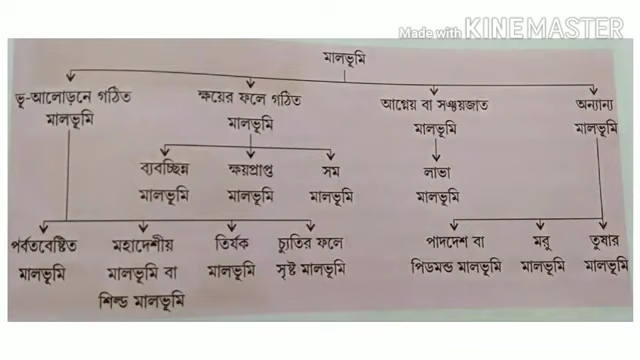 Made with KINEMASTER
মালভূমি
ভূ-আলোড়নে গঠিত
মালভূমি
ক্ষয়ের ফলে গঠিত
মালভূমি
আগ্নেয় বা সঞ্চয়জাত
মালভূমি
অন্যান্য
মালভূমি
ব্যবচ্ছিন্ন
মালভূমি
ক্ষয়প্রাপ্ত
মালভূমি
সম
মালভূমি
লাভা
মালভূমি
পর্বতবেষ্টিত
মালভূমি
মহাদেশীয়
মালভূমি বা
শিল্ড মালভূমি
তির্যক
মালভূমি
চ্যুতির ফলে
সৃষ্ট মালভূমি
পাদদেশ বা
পিডমন্ড মালভূমি
মরু
মালভূমি
তুষার
মালভূমি